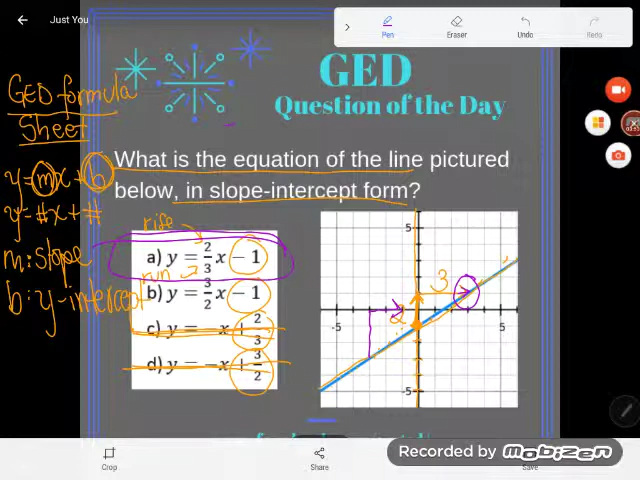 Just You
Pen
Eraser
Undo
Redo
GED
Question of the Day
GED formula
Sheet
y=mx+b
y=#x+#
m: slope
b: y-intercept
What is the equation of the line pictured
below, in slope-intercept form?
rise
a) y = 2/3 x − 1
run
b) y = 3/2 x − 1
c) y = −x + 2/3
d) y = −x + 3/2
5
3
2
-5
5
-5
Crop
Share
Save
Recorded by mobizen